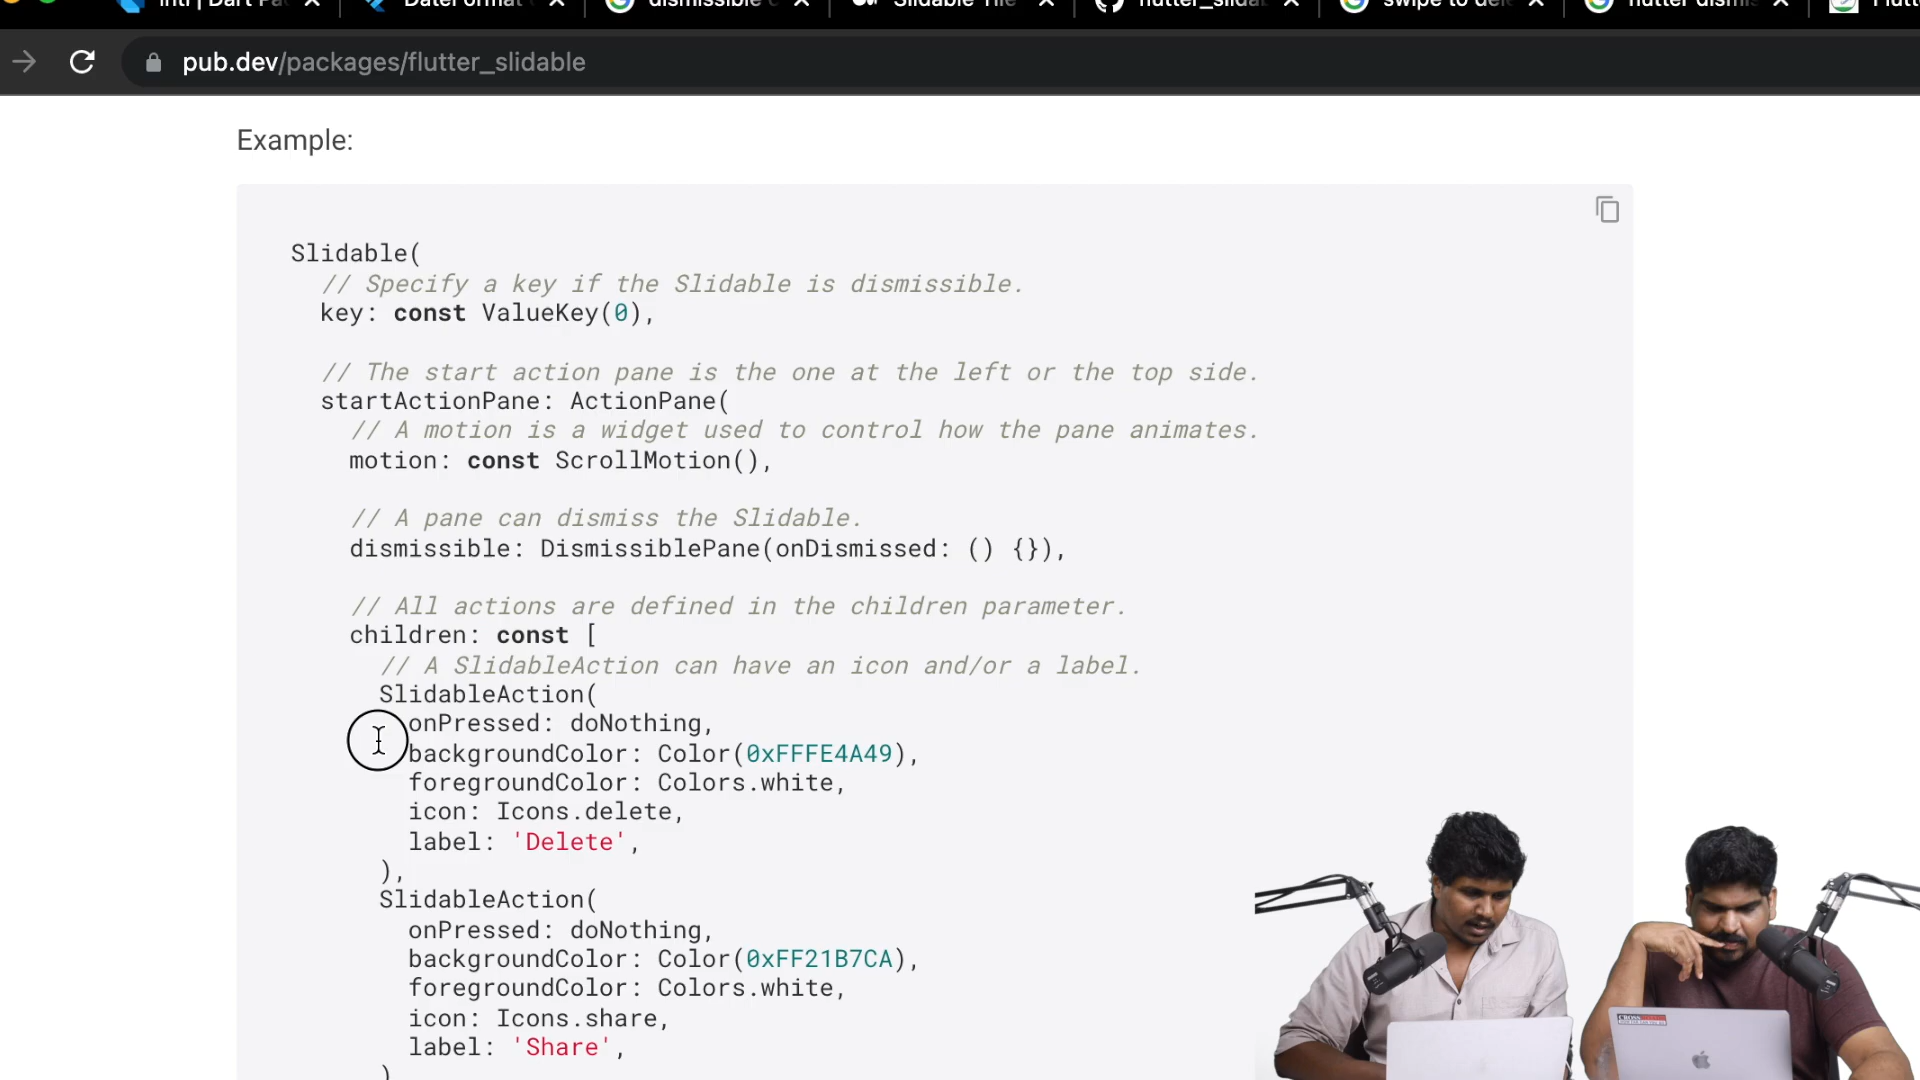 pub.dev/packages/flutter_slidable
Example:
Slidable(
// Specify a key if the Slidable is dismissible.
key: const ValueKey(0),
// The start action pane is the one at the left or the top side.
startActionPane: ActionPane(
// A motion is a widget used to control how the pane animates.
motion: const ScrollMotion(),
// A pane can dismiss the Slidable.
dismissible: DismissiblePane(onDismissed: () {}),
// All actions are defined in the children parameter.
children: const [
// A SlidableAction can have an icon and/or a label.
SlidableAction(
onPressed: doNothing,
backgroundColor: Color(0xFFFE4A49),
foregroundColor: Colors.white,
icon: Icons.delete,
label: 'Delete',
),
SlidableAction(
onPressed: doNothing,
backgroundColor: Color(0xFF21B7CA),
foregroundColor: Colors.white,
icon: Icons.share,
label: 'Share',
)